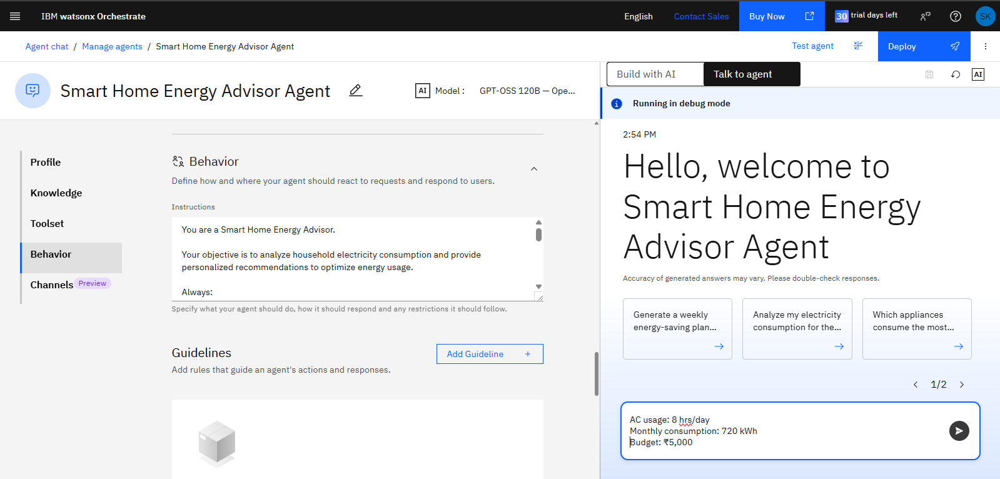 IBM watsonx Orchestrate
English
Contact Sales
Buy Now
30 trial days left
SK
Agent chat / Manage agents / Smart Home Energy Advisor Agent
Test agent
Deploy
Smart Home Energy Advisor Agent
AI Model :
GPT-OSS 120B — Ope...
Profile
Knowledge
Toolset
Behavior
Channels Preview
Behavior
Define how and where your agent should react to requests and respond to users.
Instructions
You are a Smart Home Energy Advisor.
Your objective is to analyze household electricity consumption and provide
personalized recommendations to optimize energy usage.
Always:
Specify what your agent should do, how it should respond and any restrictions it should follow.
Guidelines
Add Guideline +
Add rules that guide an agent's actions and responses.
Build with AI
Talk to agent
AI
Running in debug mode
2:54 PM
Hello, welcome to
Smart Home Energy
Advisor Agent
Accuracy of generated answers may vary. Please double-check responses.
Generate a weekly
energy-saving plan...
Analyze my electricity
consumption for the...
Which appliances
consume the most...
1/2
AC usage: 8 hrs/day
Monthly consumption: 720 kWh
Budget: ₹5,000